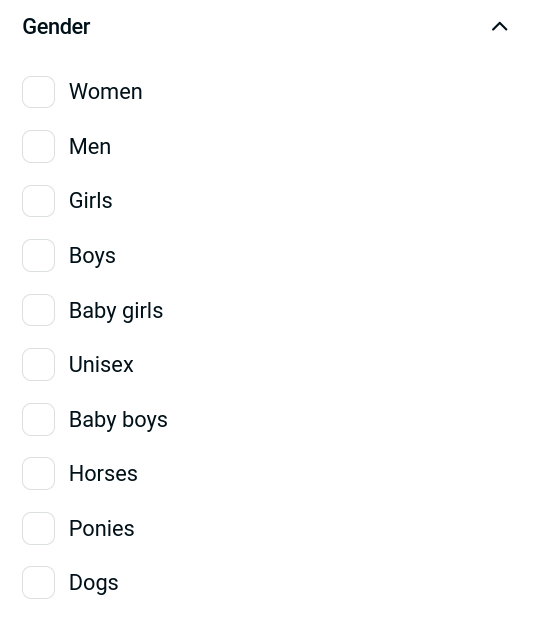 Gender
Women
Men
Girls
Boys
Baby girls
Unisex
Baby boys
Horses
Ponies
Dogs